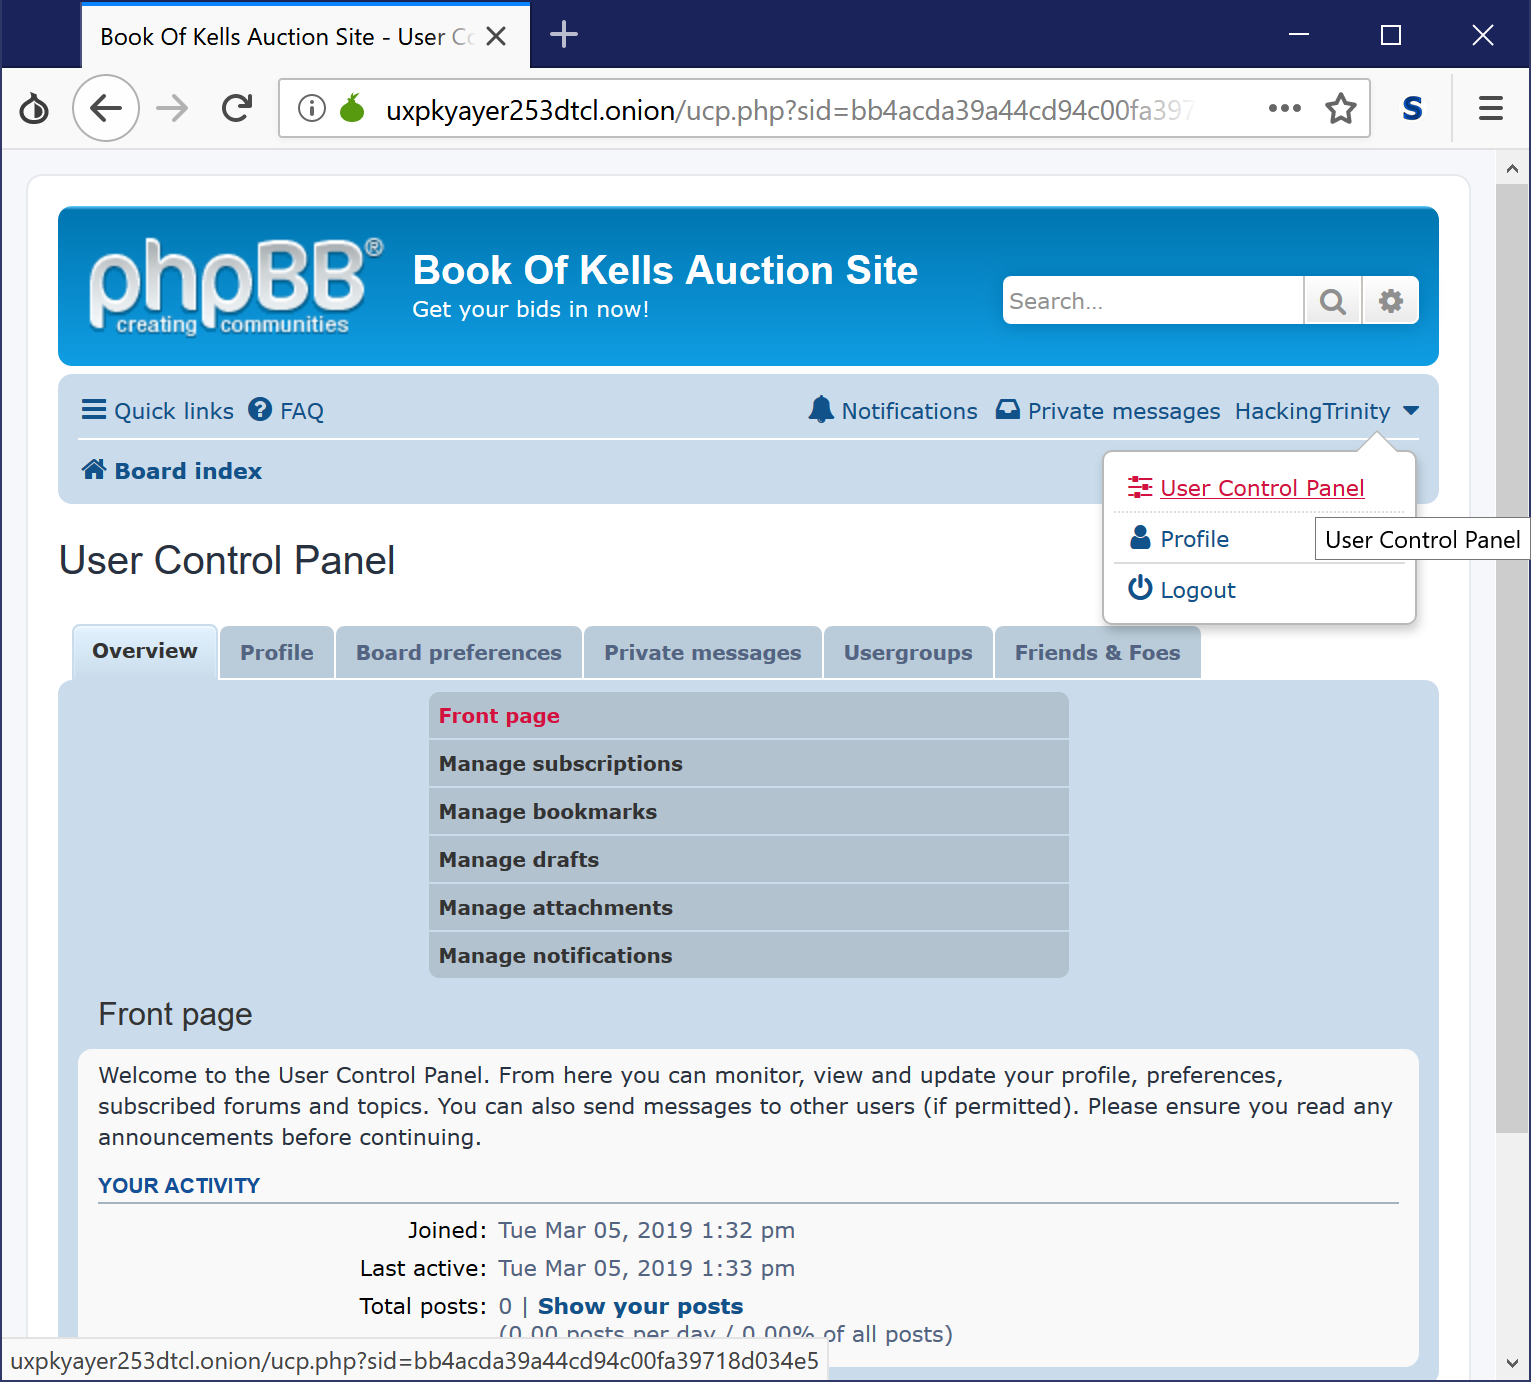 Book Of Kells Auction Site - User Co
uxpkyayer253dtcl.onion/ucp.php?sid=bb4acda39a44cd94c00fa397
S
phpBB®
creating communities
Book Of Kells Auction Site
Get your bids in now!
Search…
Quick links FAQ
Notifications Private messages HackingTrinity
Board index
User Control Panel
Profile
User Control Panel
Logout
User Control Panel
Overview Profile Board preferences Private messages Usergroups Friends & Foes
Front page
Manage subscriptions
Manage bookmarks
Manage drafts
Manage attachments
Manage notifications
Front page
Welcome to the User Control Panel. From here you can monitor, view and update your profile, preferences,
subscribed forums and topics. You can also send messages to other users (if permitted). Please ensure you read any
announcements before continuing.
YOUR ACTIVITY
Joined: Tue Mar 05, 2019 1:32 pm
Last active: Tue Mar 05, 2019 1:33 pm
Total posts: 0 | Show your posts
(0.00 posts per day / 0.00% of all posts)
uxpkyayer253dtcl.onion/ucp.php?sid=bb4acda39a44cd94c00fa39718d034e5